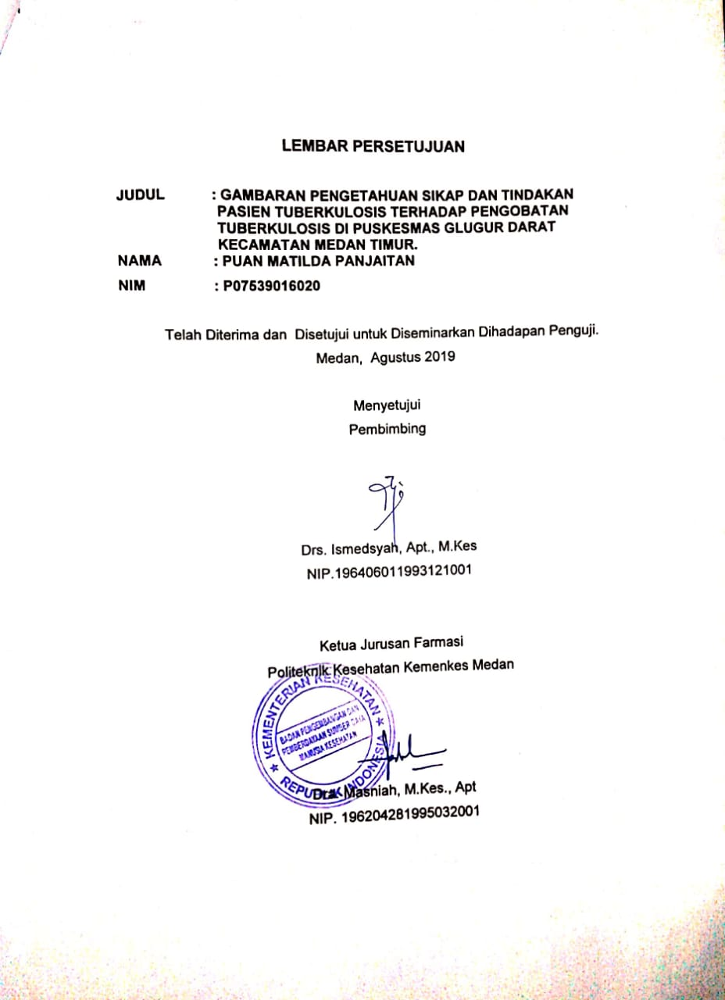 LEMBAR PERSETUJUAN
JUDUL : GAMBARAN PENGETAHUAN SIKAP DAN TINDAKAN
PASIEN TUBERKULOSIS TERHADAP PENGOBATAN
TUBERKULOSIS DI PUSKESMAS GLUGUR DARAT
KECAMATAN MEDAN TIMUR.
NAMA : PUAN MATILDA PANJAITAN
NIM : P07539016020
Telah Diterima dan Disetujui untuk Diseminarkan Dihadapan Penguji.
Medan, Agustus 2019
Menyetujui
Pembimbing
Drs. Ismedsyah, Apt., M.Kes
NIP.196406011993121001
Ketua Jurusan Farmasi
Politeknik Kesehatan Kemenkes Medan
KEMENTERIAN KESEHATAN
BADAN PENGEMBANGAN DAN
PEMBERDAYAAN SUMBER DAYA
MANUSIA KESEHATAN
REPUBLIK INDONESIA
Dra. Masniah, M.Kes., Apt
NIP. 196204281995032001